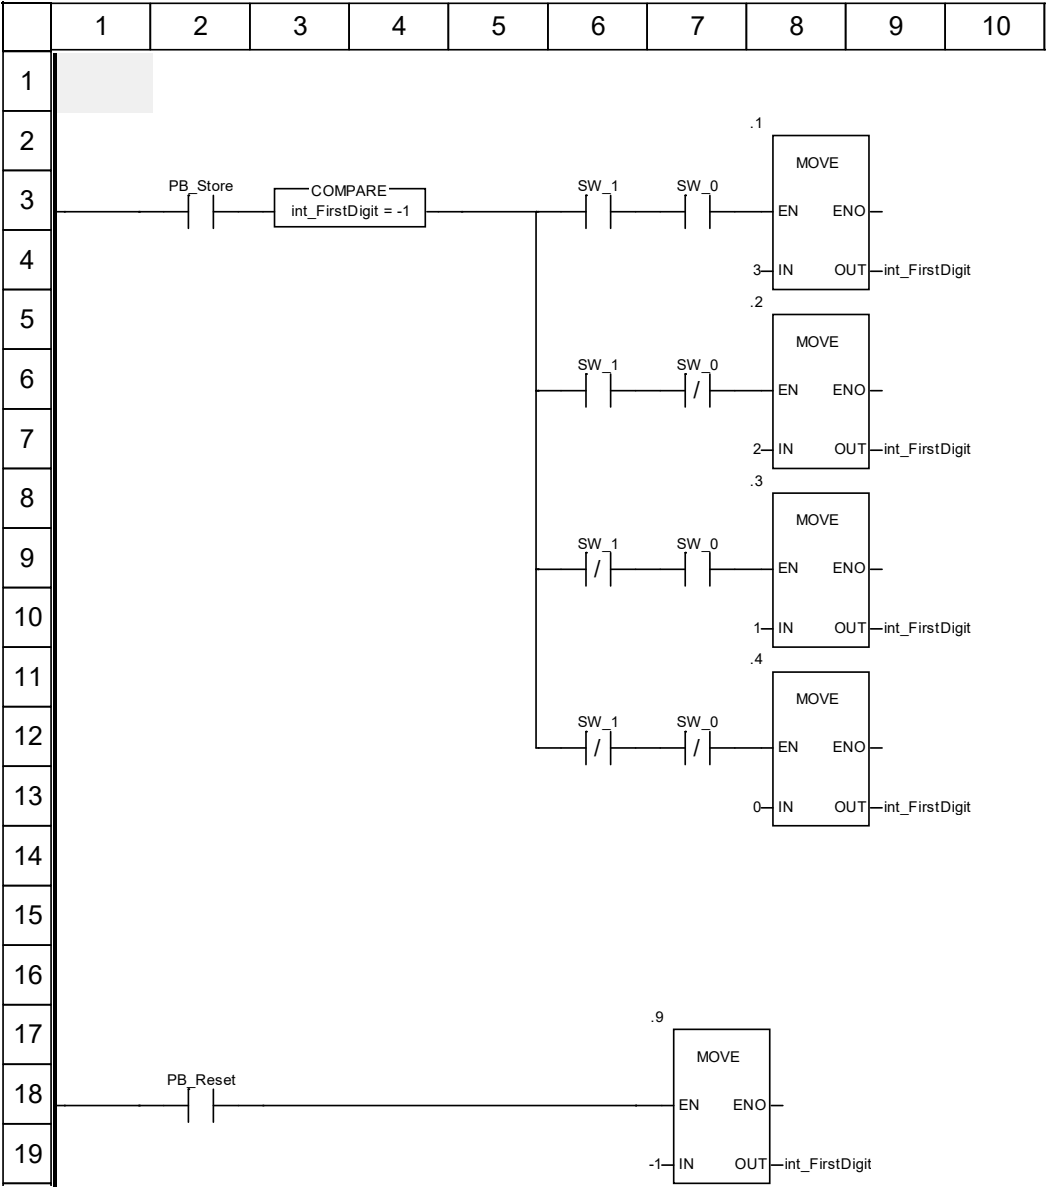 1 2 3 4 5 6 7 8 9 10
1
2
.1
MOVE
3
PB_Store
COMPARE
int_FirstDigit = -1
SW_1
SW_0
EN ENO
4
3 IN OUT int_FirstDigit
5
.2
MOVE
6
SW_1
SW_0
/
EN ENO
7
2 IN OUT int_FirstDigit
8
.3
MOVE
9
SW_1
SW_0
/
EN ENO
10
1 IN OUT int_FirstDigit
11
.4
MOVE
12
SW_1
SW_0
/
/
EN ENO
13
0 IN OUT int_FirstDigit
14
15
16
17
.9
MOVE
18
PB_Reset
EN ENO
19
-1 IN OUT int_FirstDigit